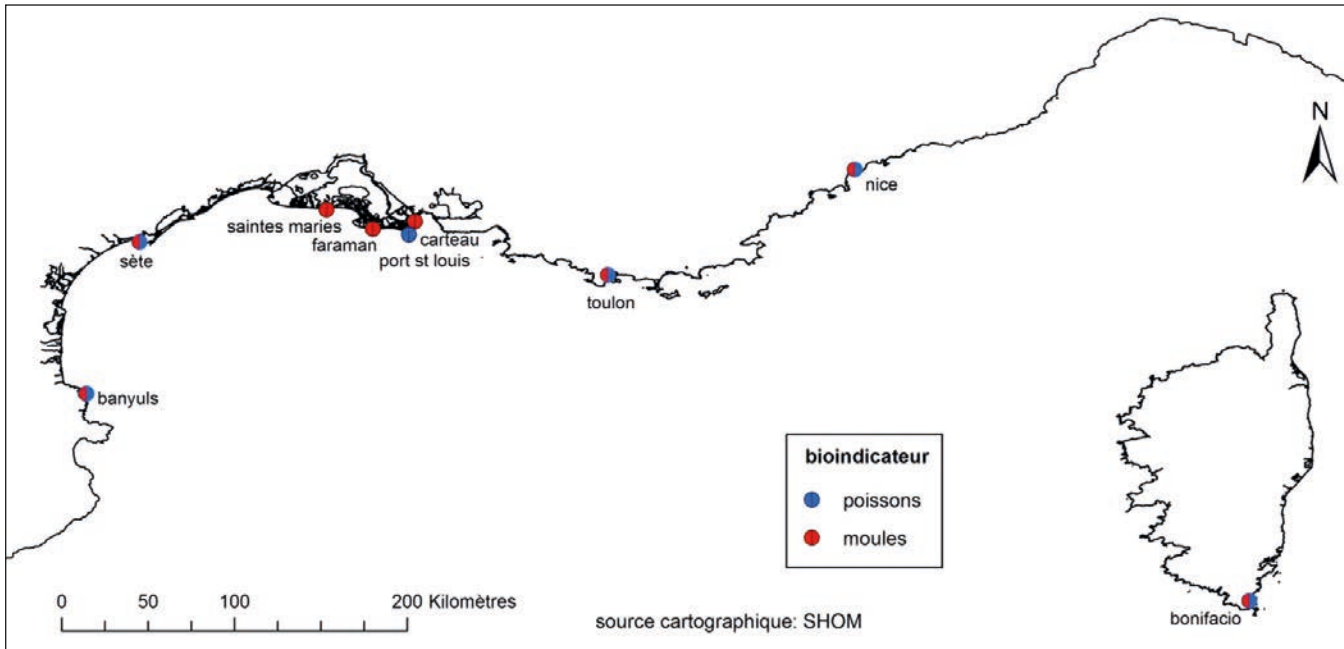 N
nice
saintes maries
faraman
carteau
port st louis
sète
toulon
banyuls
bioindicateur
poissons
moules
0 50 100 200 Kilomètres
source cartographique: SHOM
bonifacio